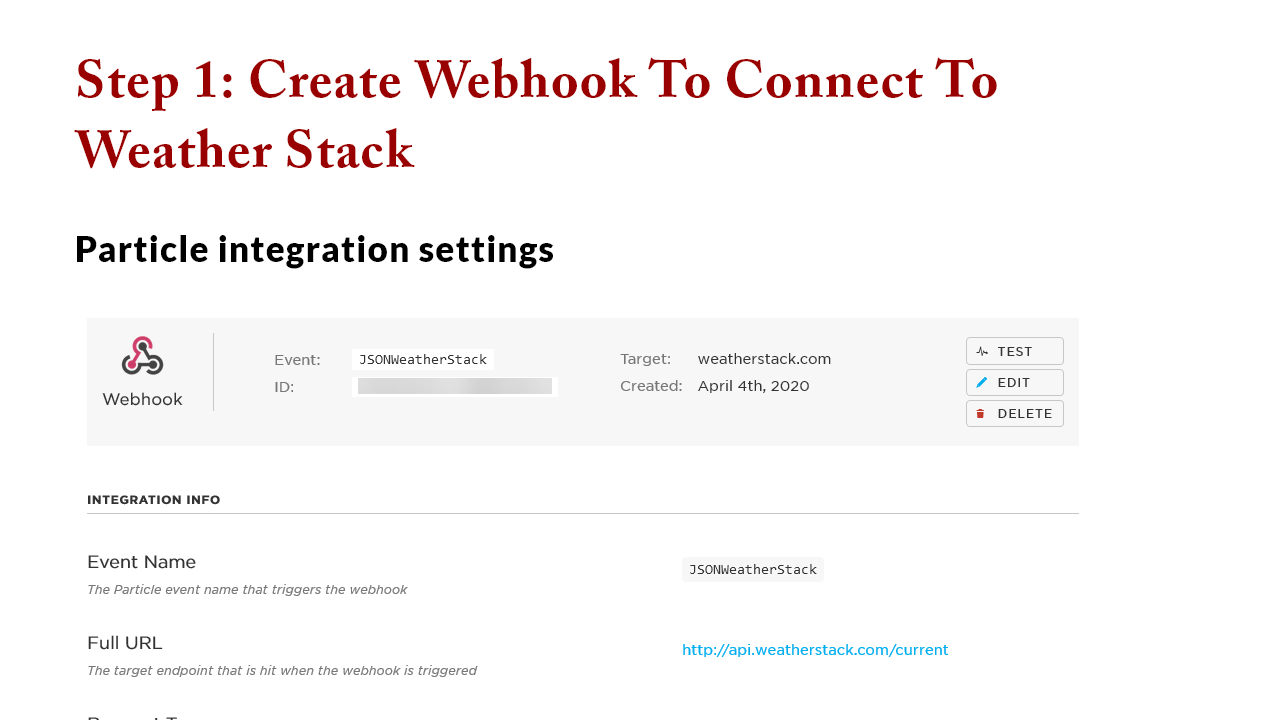 Step 1: Create Webhook To Connect To
Weather Stack
Particle integration settings
Webhook
Event: JSONWeatherStack
ID:
Target: weatherstack.com
Created: April 4th, 2020
TEST
EDIT
DELETE
INTEGRATION INFO
Event Name
The Particle event name that triggers the webhook
JSONWeatherStack
Full URL
The target endpoint that is hit when the webhook is triggered
http://api.weatherstack.com/current